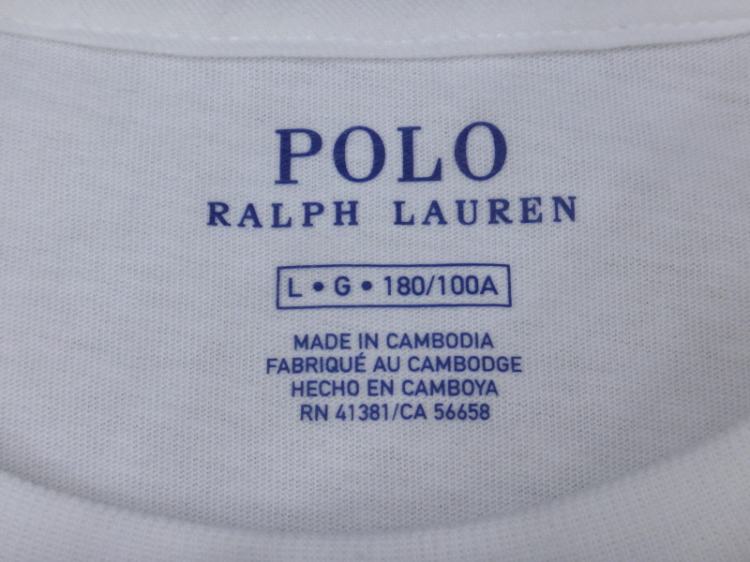 POLO
RALPH LAUREN
L • G • 180/100A
MADE IN CAMBODIA
FABRIQUÉ AU CAMBODGE
HECHO EN CAMBOYA
RN 41381/CA 56658